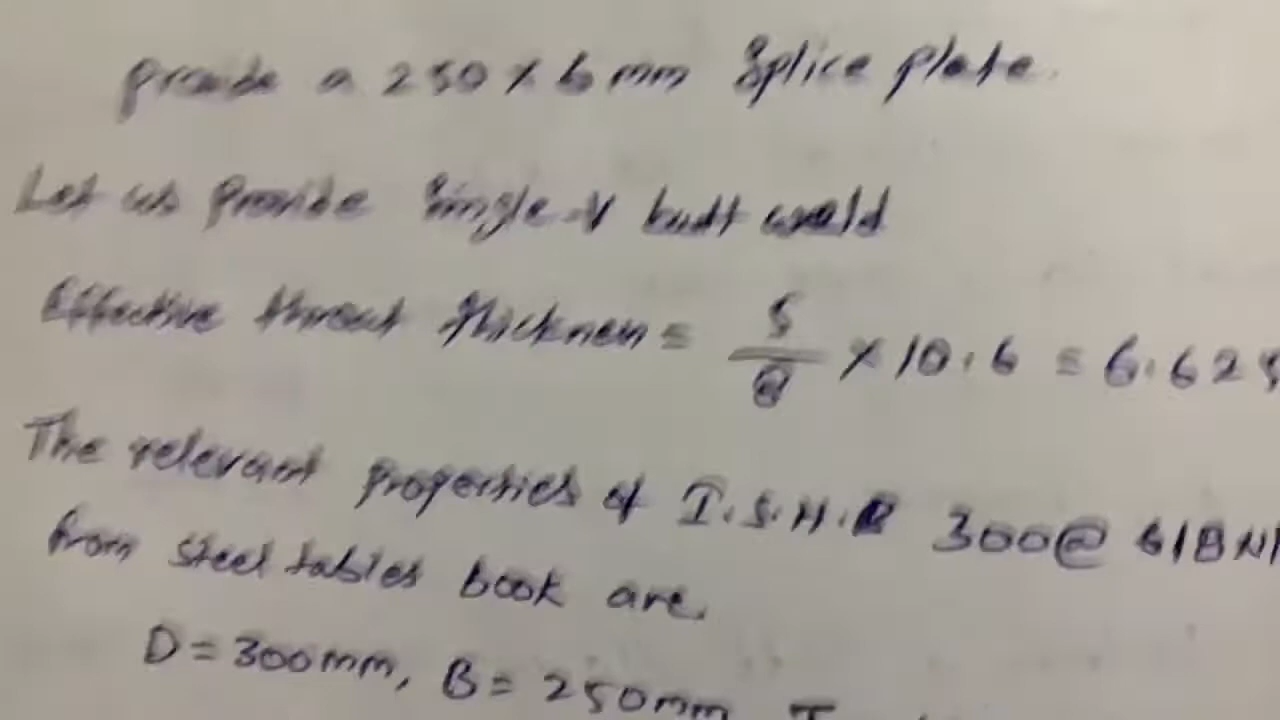 provide a 250 x 6 mm Splice plate.
Let us provide Single-V butt weld
Effective throat thickness = 5/8 x 10.6 = 6.625
The relevant properties of I.S.H.B 300@ 618N/
from steel tables book are.
D = 300mm, B = 250mm